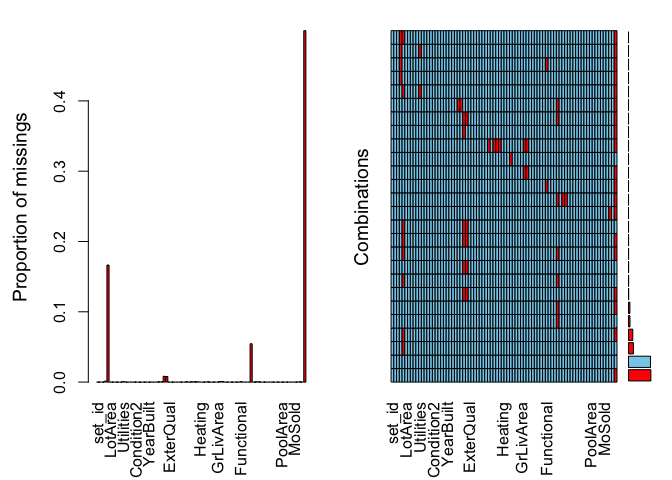 Proportion of missings
0.0
0.1
0.2
0.3
0.4
set_id
LotArea
Utilities
Condition2
YearBuilt
ExterQual
Heating
GrLivArea
Functional
PoolArea
MoSold
Combinations
set_id
LotArea
Utilities
Condition2
YearBuilt
ExterQual
Heating
GrLivArea
Functional
PoolArea
MoSold